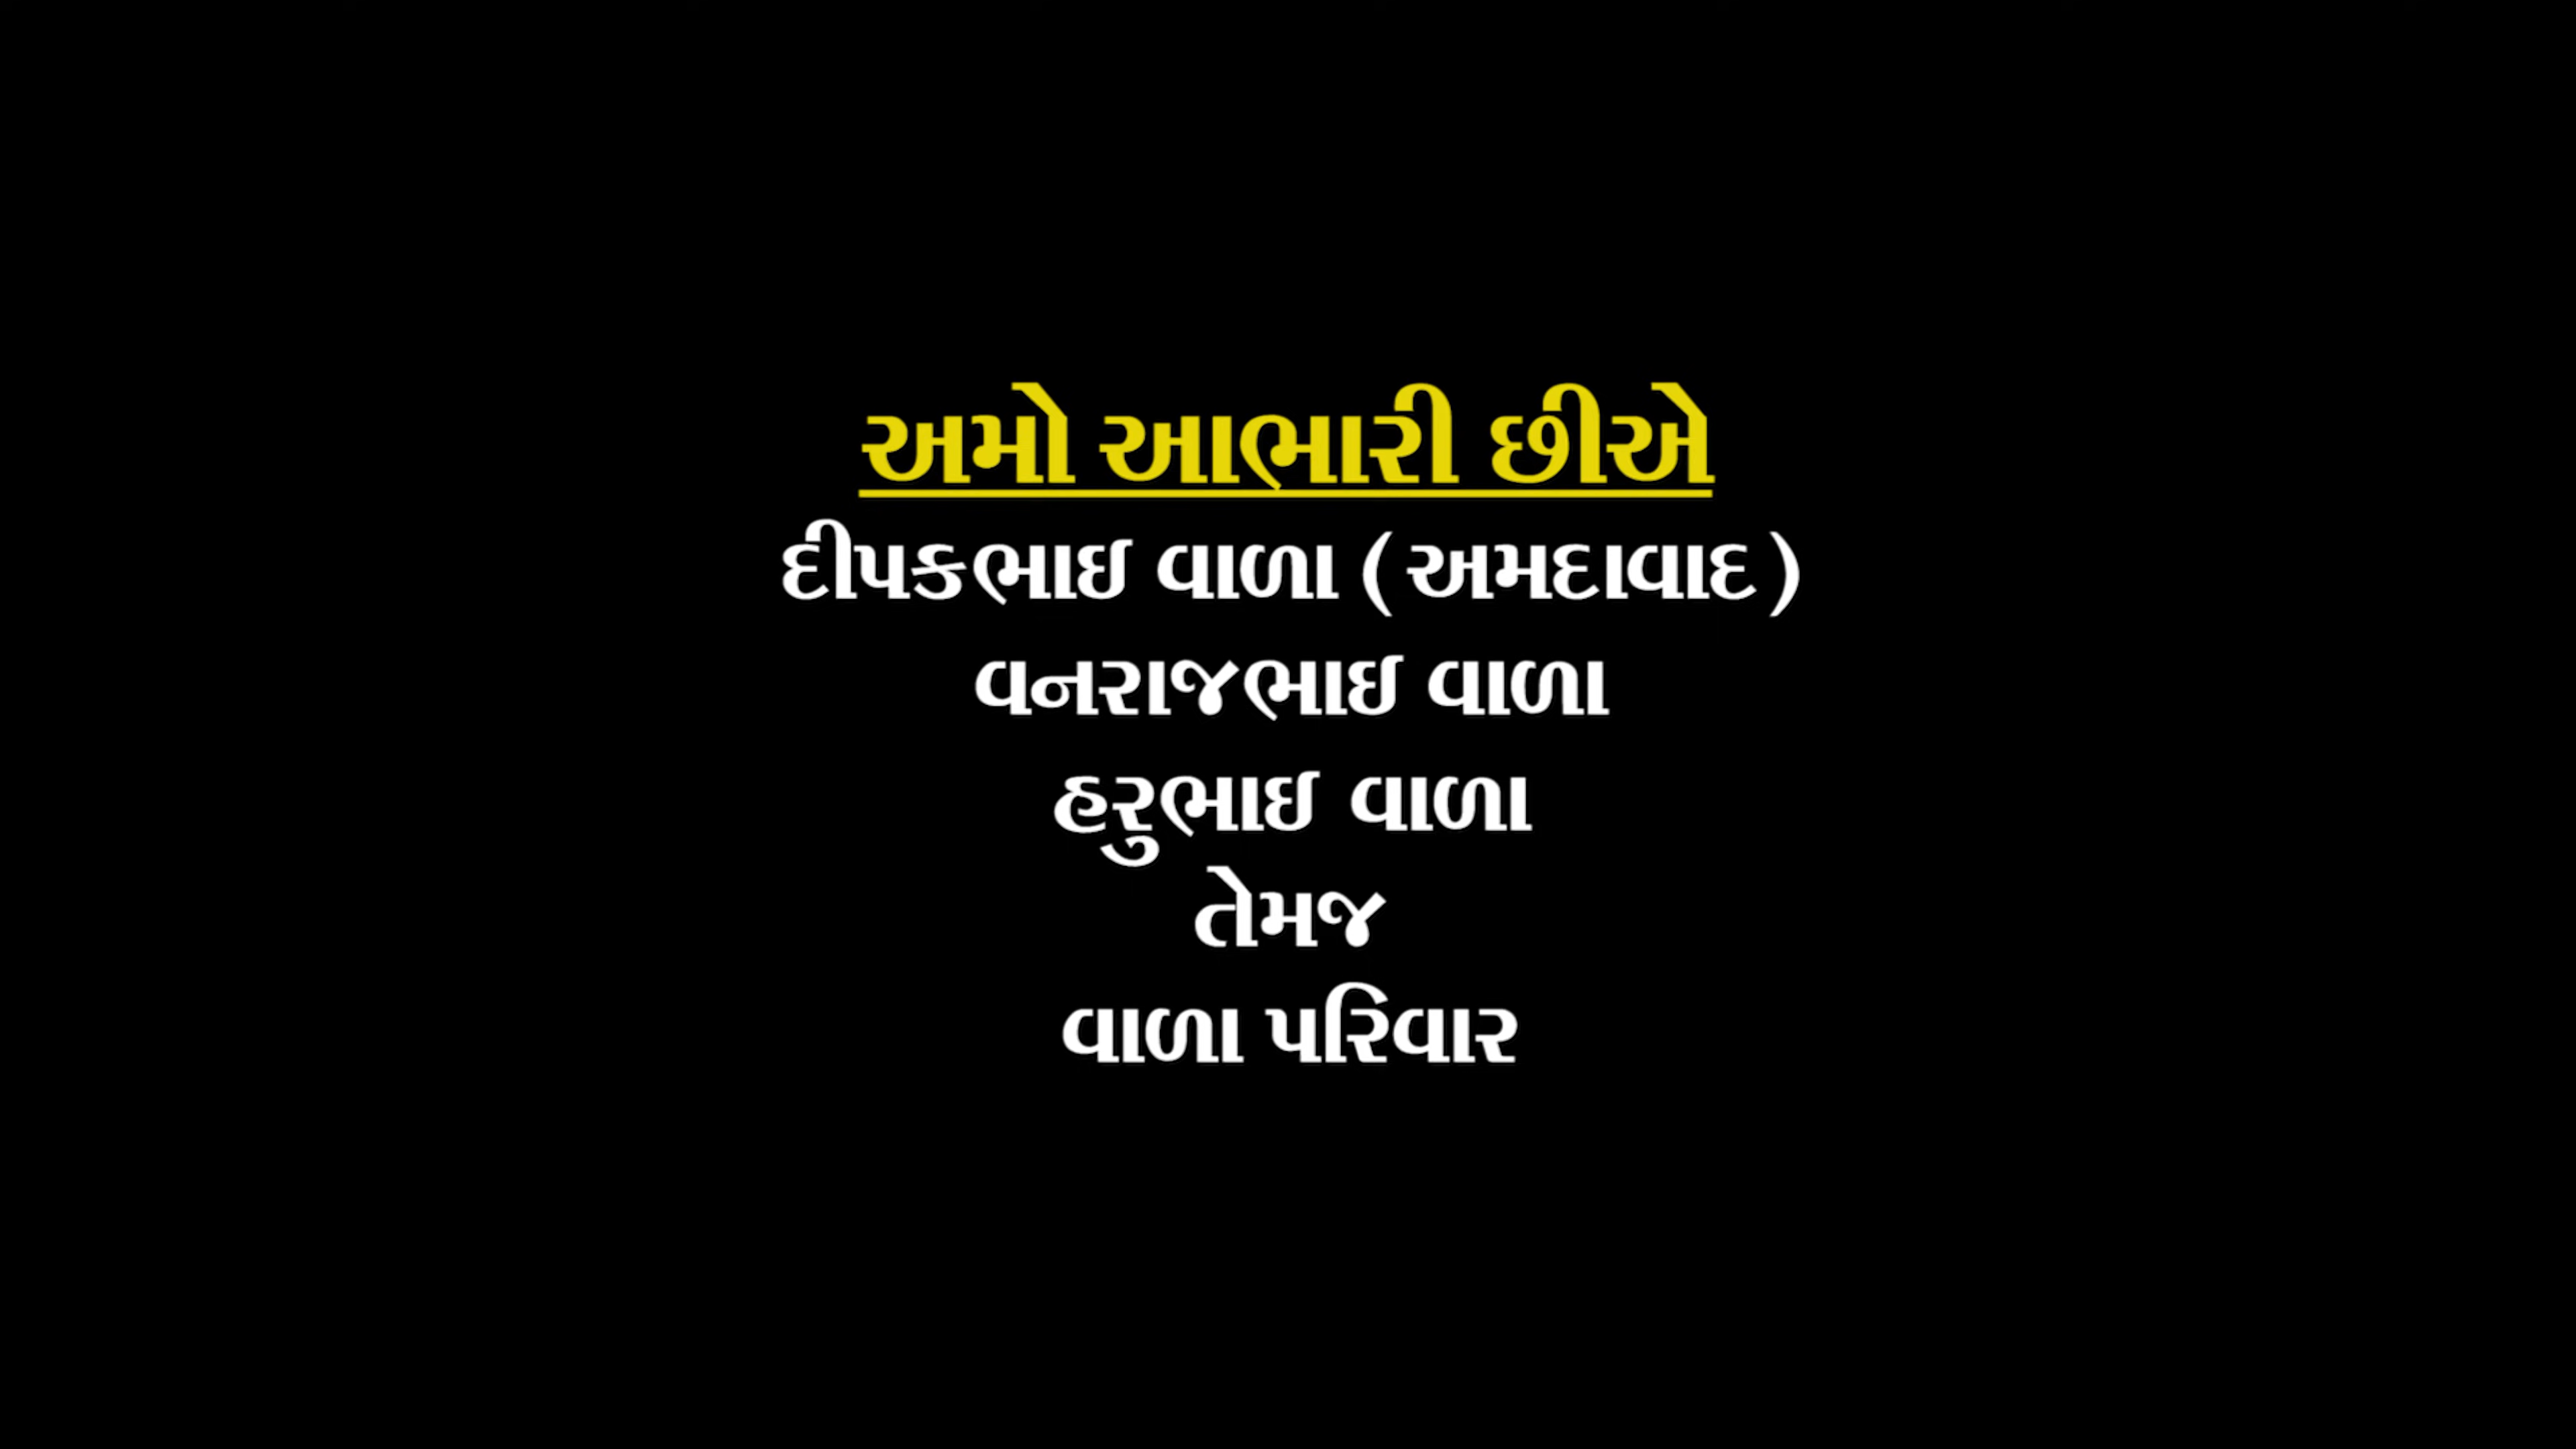 અમો આભારી છીએ
દીપકભાઇ વાળા (અમદાવાદ)
વનરાજભાઇ વાળા
હરુભાઇ વાળા
તેમજ
વાળા પરિવાર